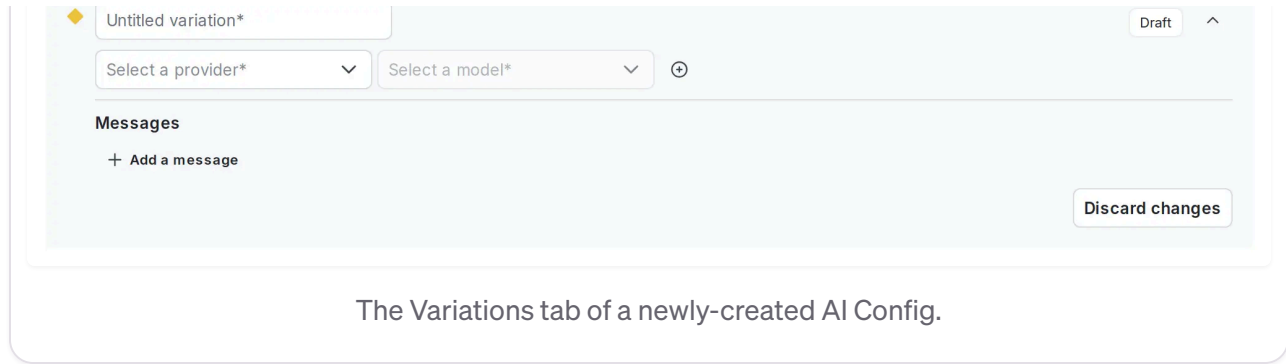 Untitled variation*
Draft
Select a provider*
Select a model*
Messages
+ Add a message
Discard changes
The Variations tab of a newly-created AI Config.